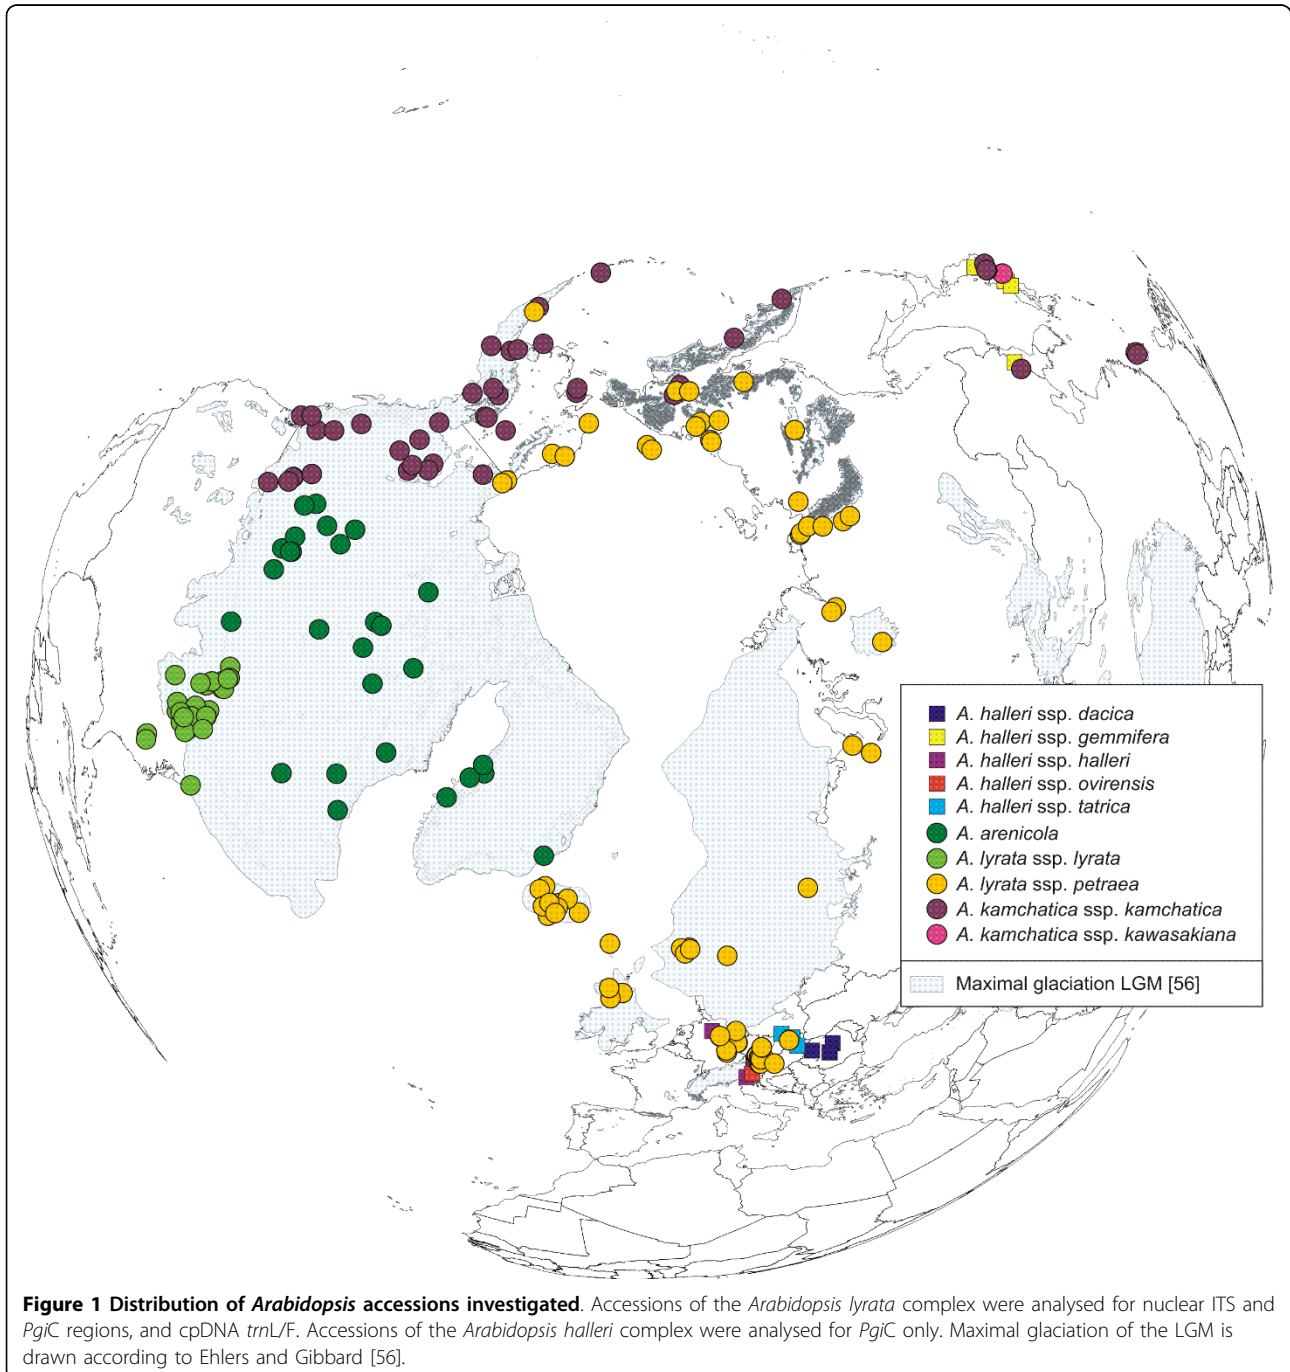 A. halleri ssp. dacica
A. halleri ssp. gemmifera
A. halleri ssp. halleri
A. halleri ssp. ovirensis
A. halleri ssp. tatrica
A. arenicola
A. lyrata ssp. lyrata
A. lyrata ssp. petraea
A. kamchatica ssp. kamchatica
A. kamchatica ssp. kawasakiana
Maximal glaciation LGM [56]
Figure 1 Distribution of Arabidopsis accessions investigated. Accessions of the Arabidopsis lyrata complex were analysed for nuclear ITS and
PgiC regions, and cpDNA trnL/F. Accessions of the Arabidopsis halleri complex were analysed for PgiC only. Maximal glaciation of the LGM is
drawn according to Ehlers and Gibbard [56].